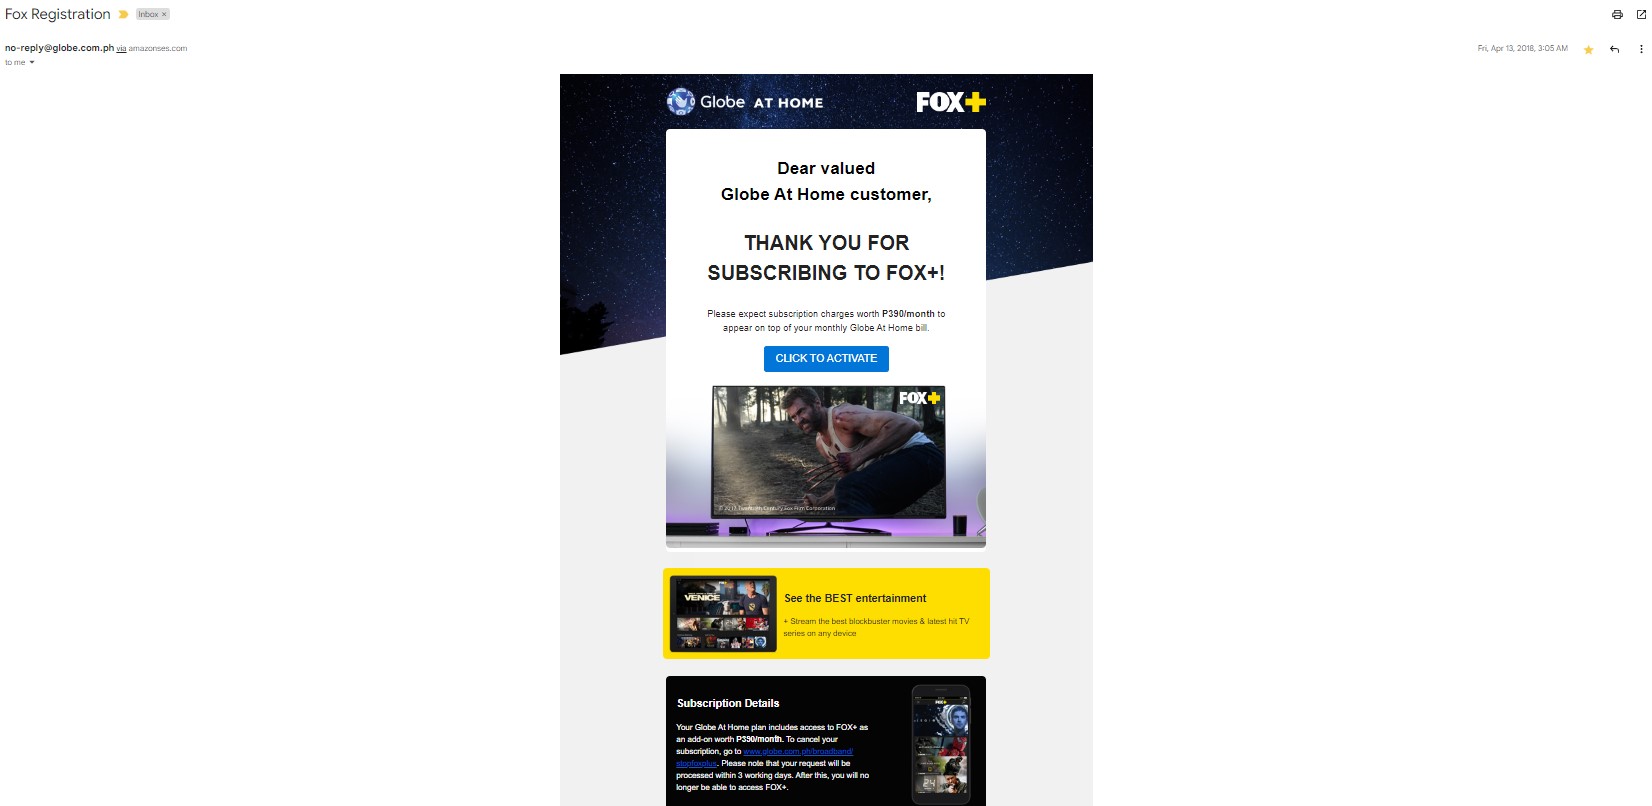 Fox Registration
Inbox ×
no-reply@globe.com.ph via amazonses.com
Fri, Apr 13, 2018, 3:05 AM
to me
Globe AT HOME
FOX+
Dear valued
Globe At Home customer,
THANK YOU FOR
SUBSCRIBING TO FOX+!
Please expect subscription charges worth P390/month to
appear on top of your monthly Globe At Home bill.
CLICK TO ACTIVATE
FOX+
© 2017 Twentieth Century Fox Film Corporation
VENICE
See the BEST entertainment
+ Stream the best blockbuster movies & latest hit TV
series on any device
Subscription Details
Your Globe At Home plan includes access to FOX+ as
an add-on worth P390/month. To cancel your
subscription, go to www.globe.com.ph/broadband/
stopfoxplus. Please note that your request will be
processed within 3 working days. After this, you will no
longer be able to access FOX+.
FOX+
24